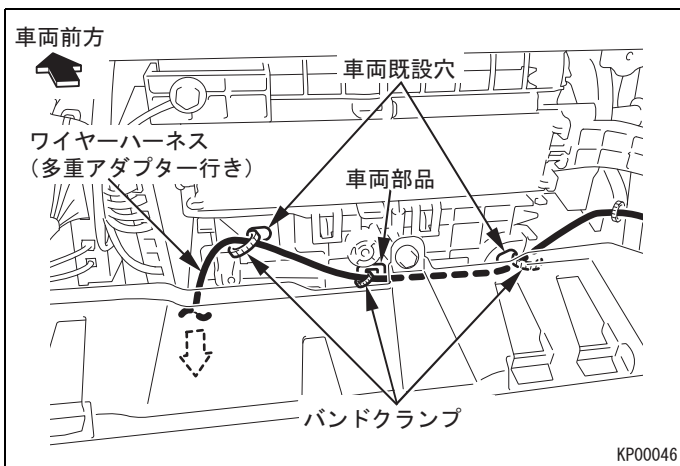 車両前方
車両既設穴
ワイヤーハーネス
（多重アダプター行き）
車両部品
バンドクランプ
KP00046